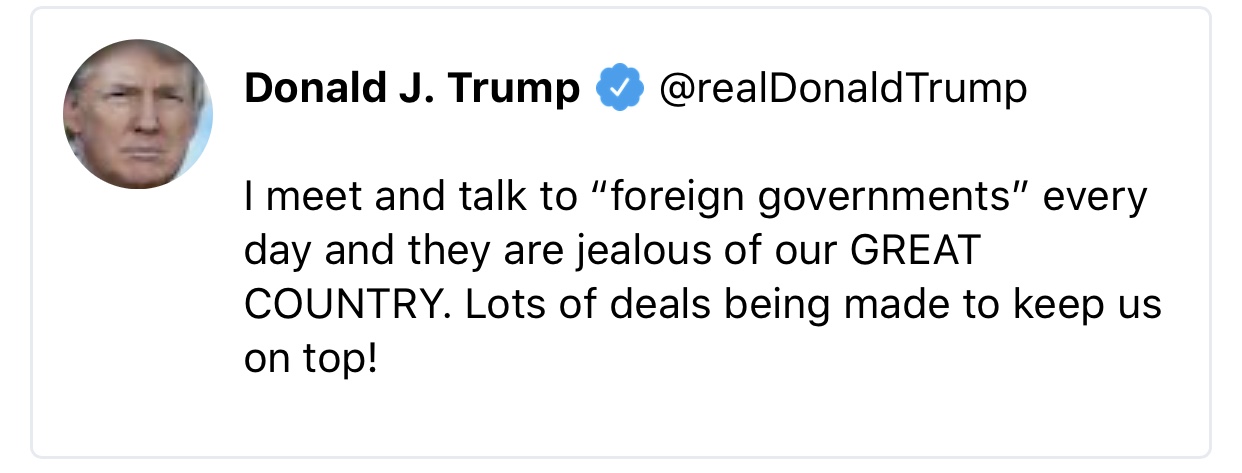 Donald J. Trump @realDonaldTrump
I meet and talk to “foreign governments” every
day and they are jealous of our GREAT
COUNTRY. Lots of deals being made to keep us
on top!